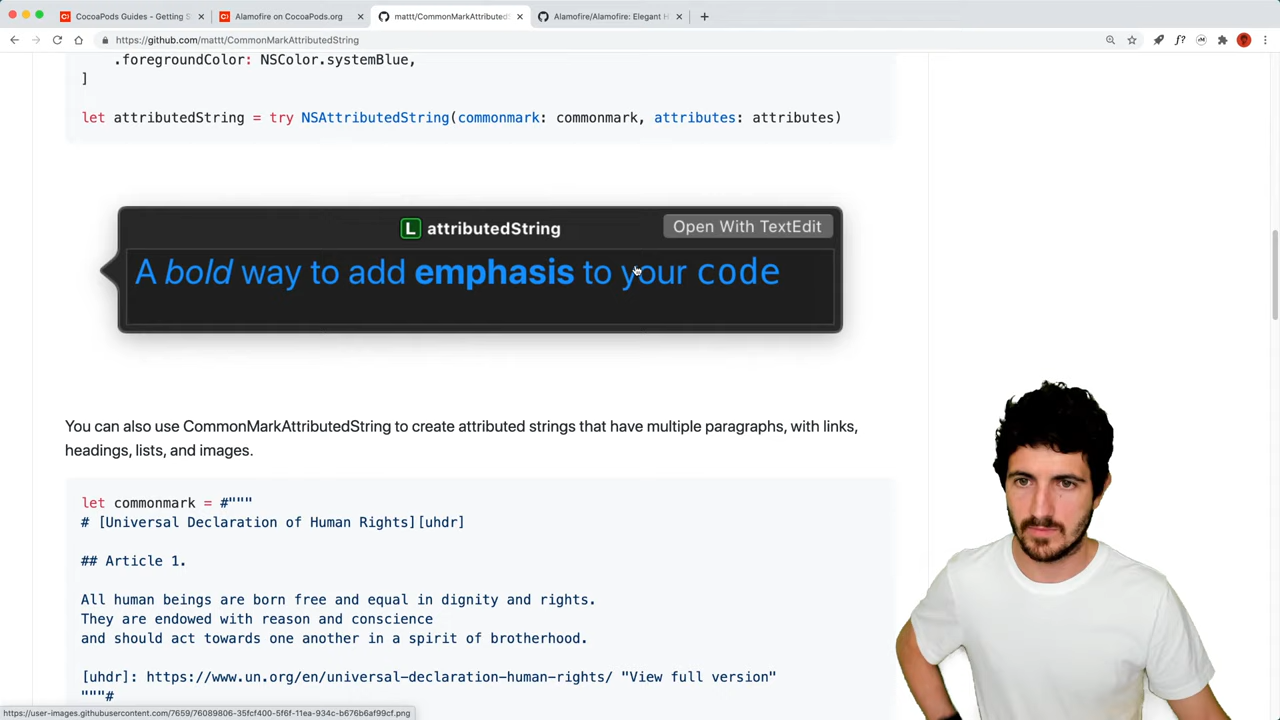 CocoaPods Guides - Getting S
Alamofire on CocoaPods.org
mattt/CommonMarkAttributedS
Alamofire/Alamofire: Elegant H
https://github.com/mattt/CommonMarkAttributedString
.foregroundColor: NSColor.systemBlue,
]
let attributedString = try NSAttributedString(commonmark: commonmark, attributes: attributes)
L attributedString Open With TextEdit
A bold way to add emphasis to your code
You can also use CommonMarkAttributedString to create attributed strings that have multiple paragraphs, with links,
headings, lists, and images.
let commonmark = #"""
# [Universal Declaration of Human Rights][uhdr]
## Article 1.
All human beings are born free and equal in dignity and rights.
They are endowed with reason and conscience
and should act towards one another in a spirit of brotherhood.
[uhdr]: https://www.un.org/en/universal-declaration-human-rights/ "View full version"
"""#
https://user-images.githubusercontent.com/7659/76089806-35fcf400-5f6f-11ea-934c-b676b6af99cf.png